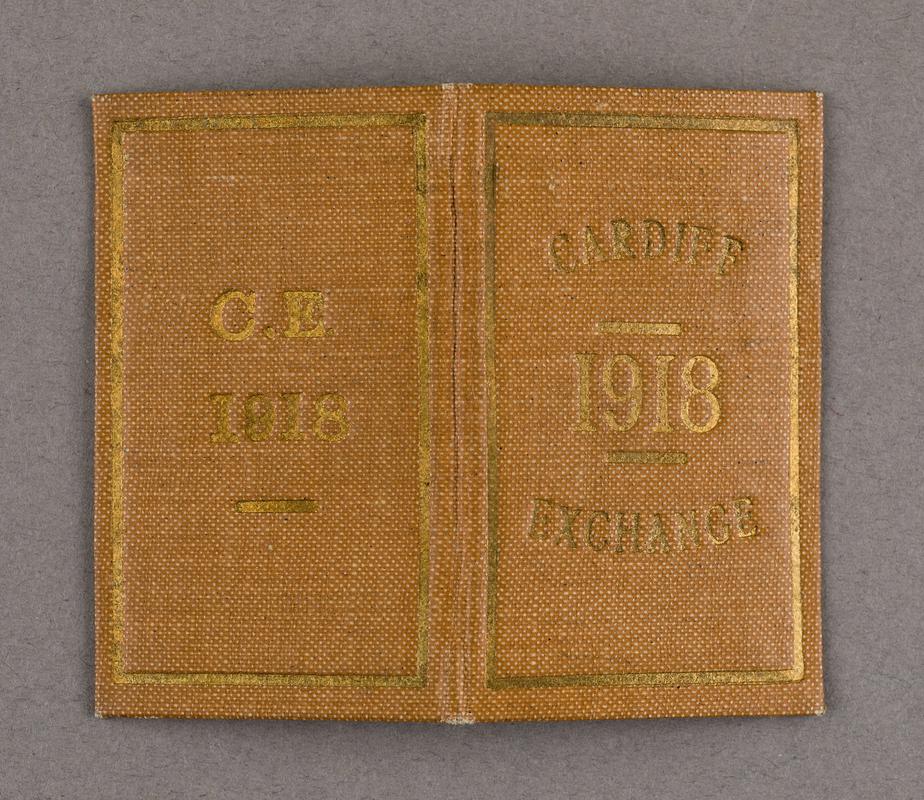 C.E.
1918
CARDIFF
1918
EXCHANGE